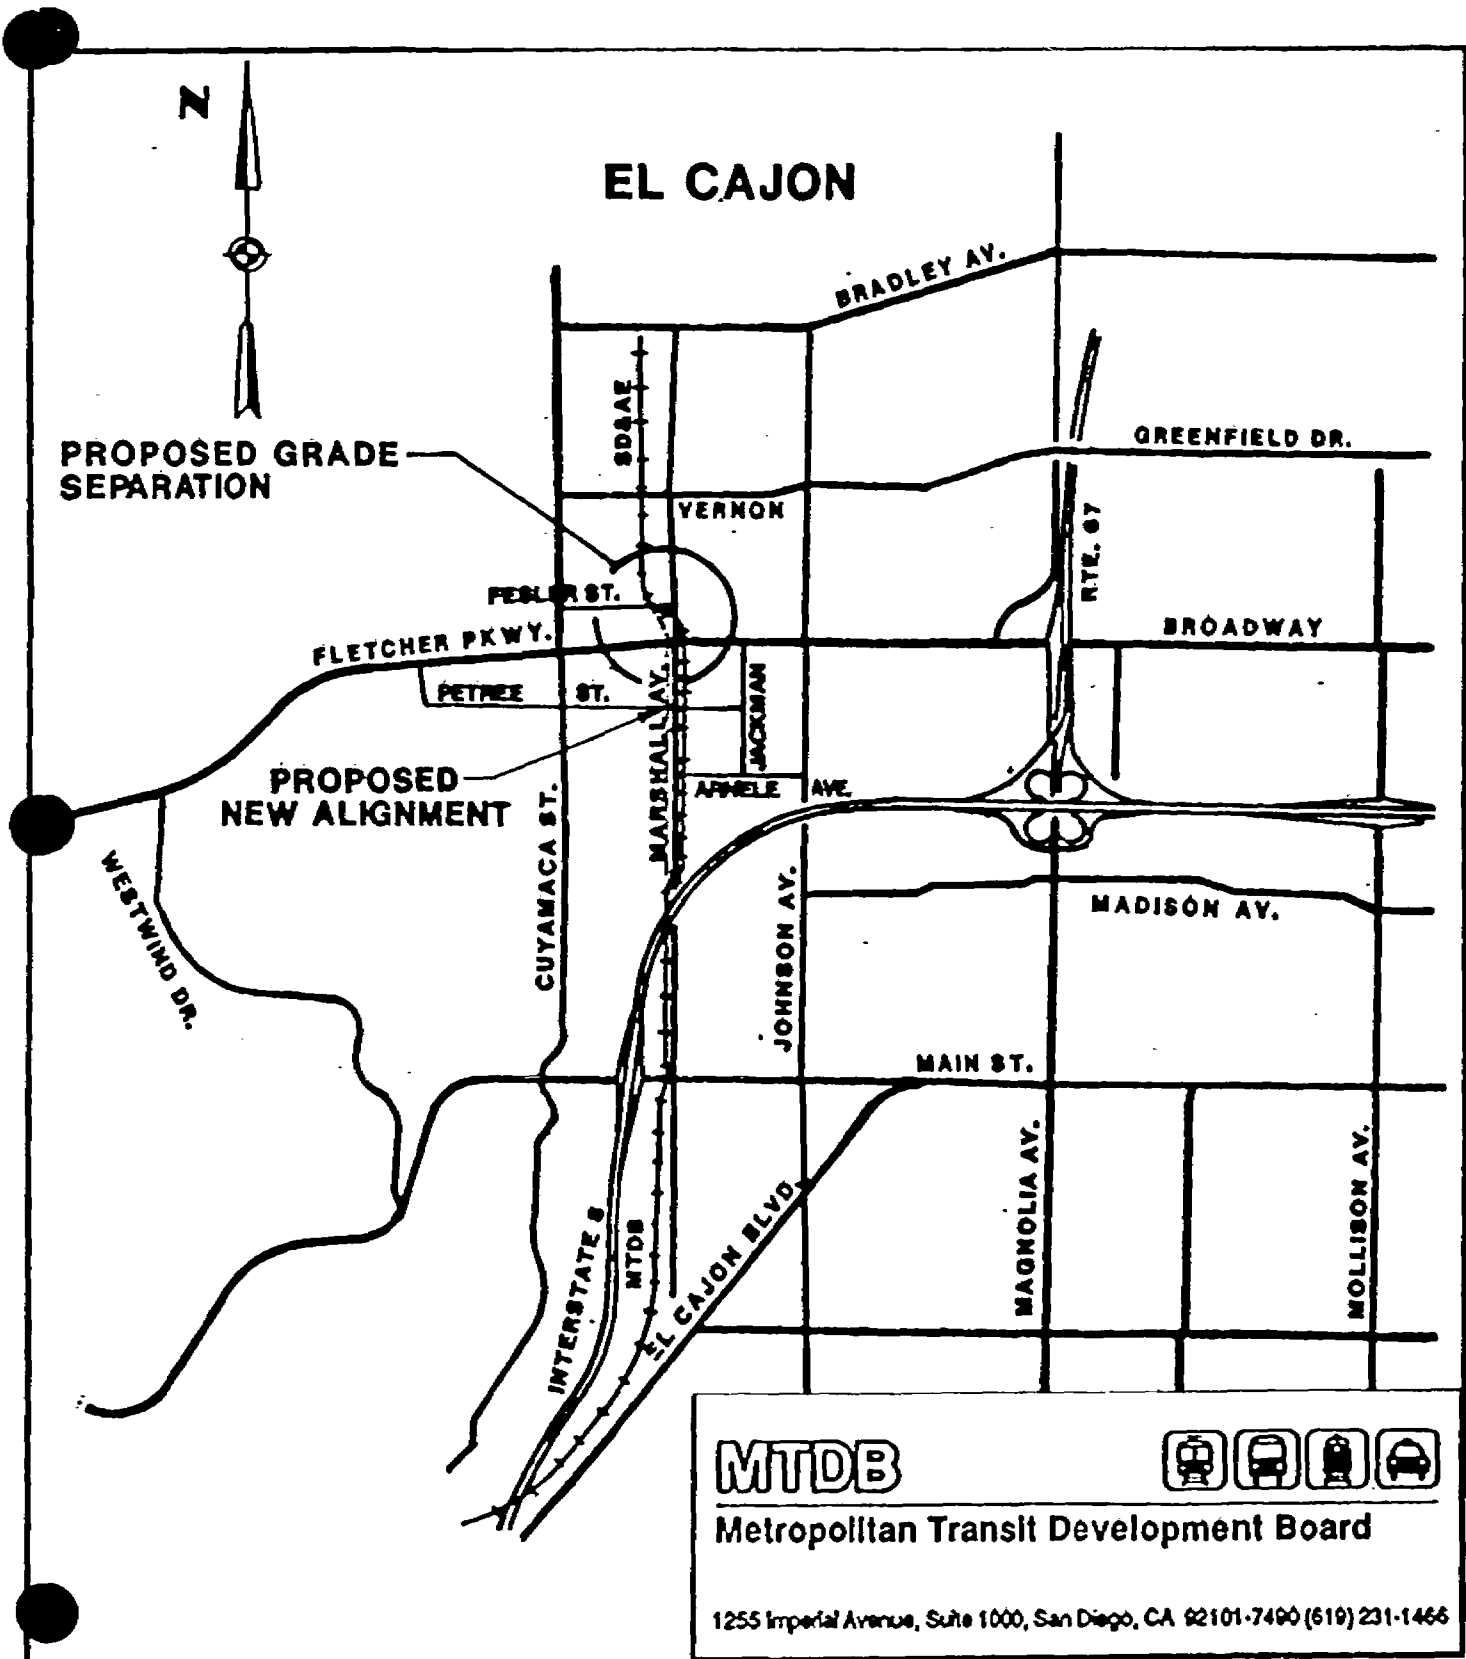 N
EL CAJON
BRADLEY AV.
SD&AE
GREENFIELD DR.
PROPOSED GRADE
SEPARATION
VERNON
RTE. 67
FESLER ST.
BROADWAY
FLETCHER PKWY.
PETREE ST.
JACKMAN
MARSHALL AV.
PROPOSED
NEW ALIGNMENT
ARNELE AVE.
CUYAMACA ST.
WESTWIND DR.
JOHNSON AV.
MADISON AV.
MAIN ST.
INTERSTATE 8
MTDB
EL CAJON BLVD.
MAGNOLIA AV.
MOLLISON AV.
MTDB
Metropolitan Transit Development Board
1255 Imperial Avenue, Suite 1000, San Diego, CA 92101-7490 (619) 231-1466